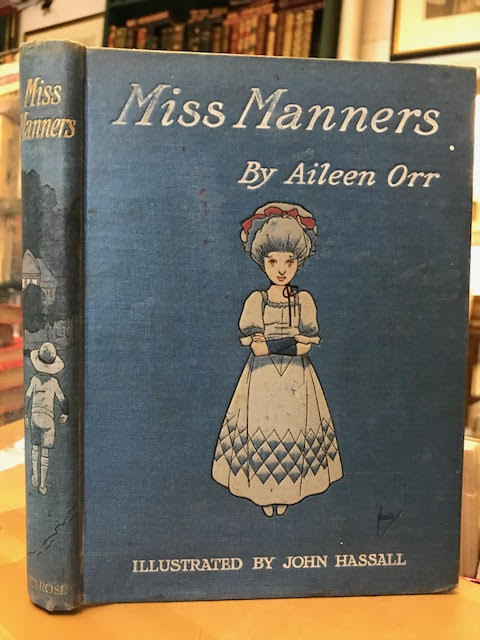 Miss
Manners
Miss Manners
By Aileen Orr
ILLUSTRATED BY JOHN HASSALL